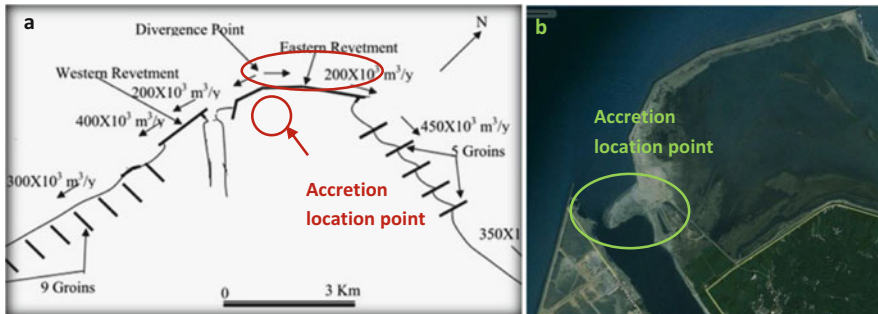 a
Divergence Point
N
Eastern Revetment
Western Revetment
200X10³ m³/y
200X10³ m³/y
400X10³ m³/y
450X10³ m³/y
5 Groins
300X10³ m³/y
Accretion
location point
350X1
9 Groins
0
3 Km
b
Accretion
location point